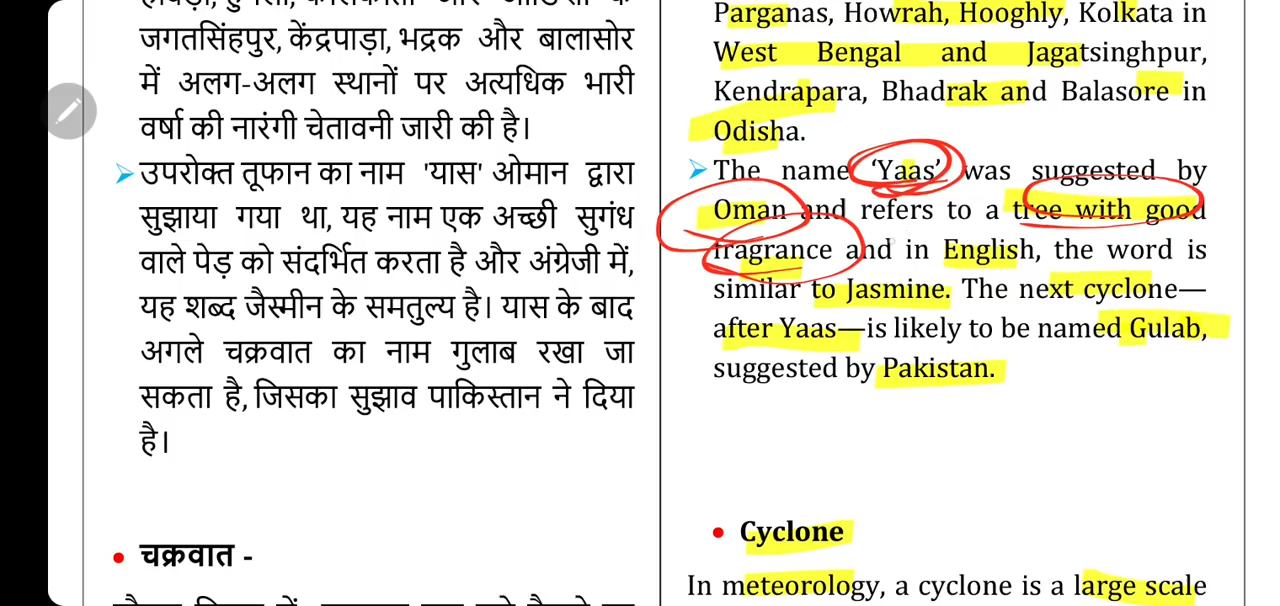 जगतसिंहपुर, केंद्रपाड़ा, भद्रक और बालासोर
में अलग-अलग स्थानों पर अत्यधिक भारी
वर्षा की नारंगी चेतावनी जारी की है।
➤ उपरोक्त तूफान का नाम 'यास' ओमान द्वारा
सुझाया गया था, यह नाम एक अच्छी सुगंध
वाले पेड़ को संदर्भित करता है और अंग्रेजी में,
यह शब्द जैस्मीन के समतुल्य है। यास के बाद
अगले चक्रवात का नाम गुलाब रखा जा
सकता है, जिसका सुझाव पाकिस्तान ने दिया
है।
• चक्रवात -
Parganas, Howrah, Hooghly, Kolkata in
West Bengal and Jagatsinghpur,
Kendrapara, Bhadrak and Balasore in
Odisha.
➤ The name ‘Yaas’ was suggested by
Oman and refers to a tree with good
fragrance and in English, the word is
similar to Jasmine. The next cyclone—
after Yaas—is likely to be named Gulab,
suggested by Pakistan.
• Cyclone
In meteorology, a cyclone is a large scale